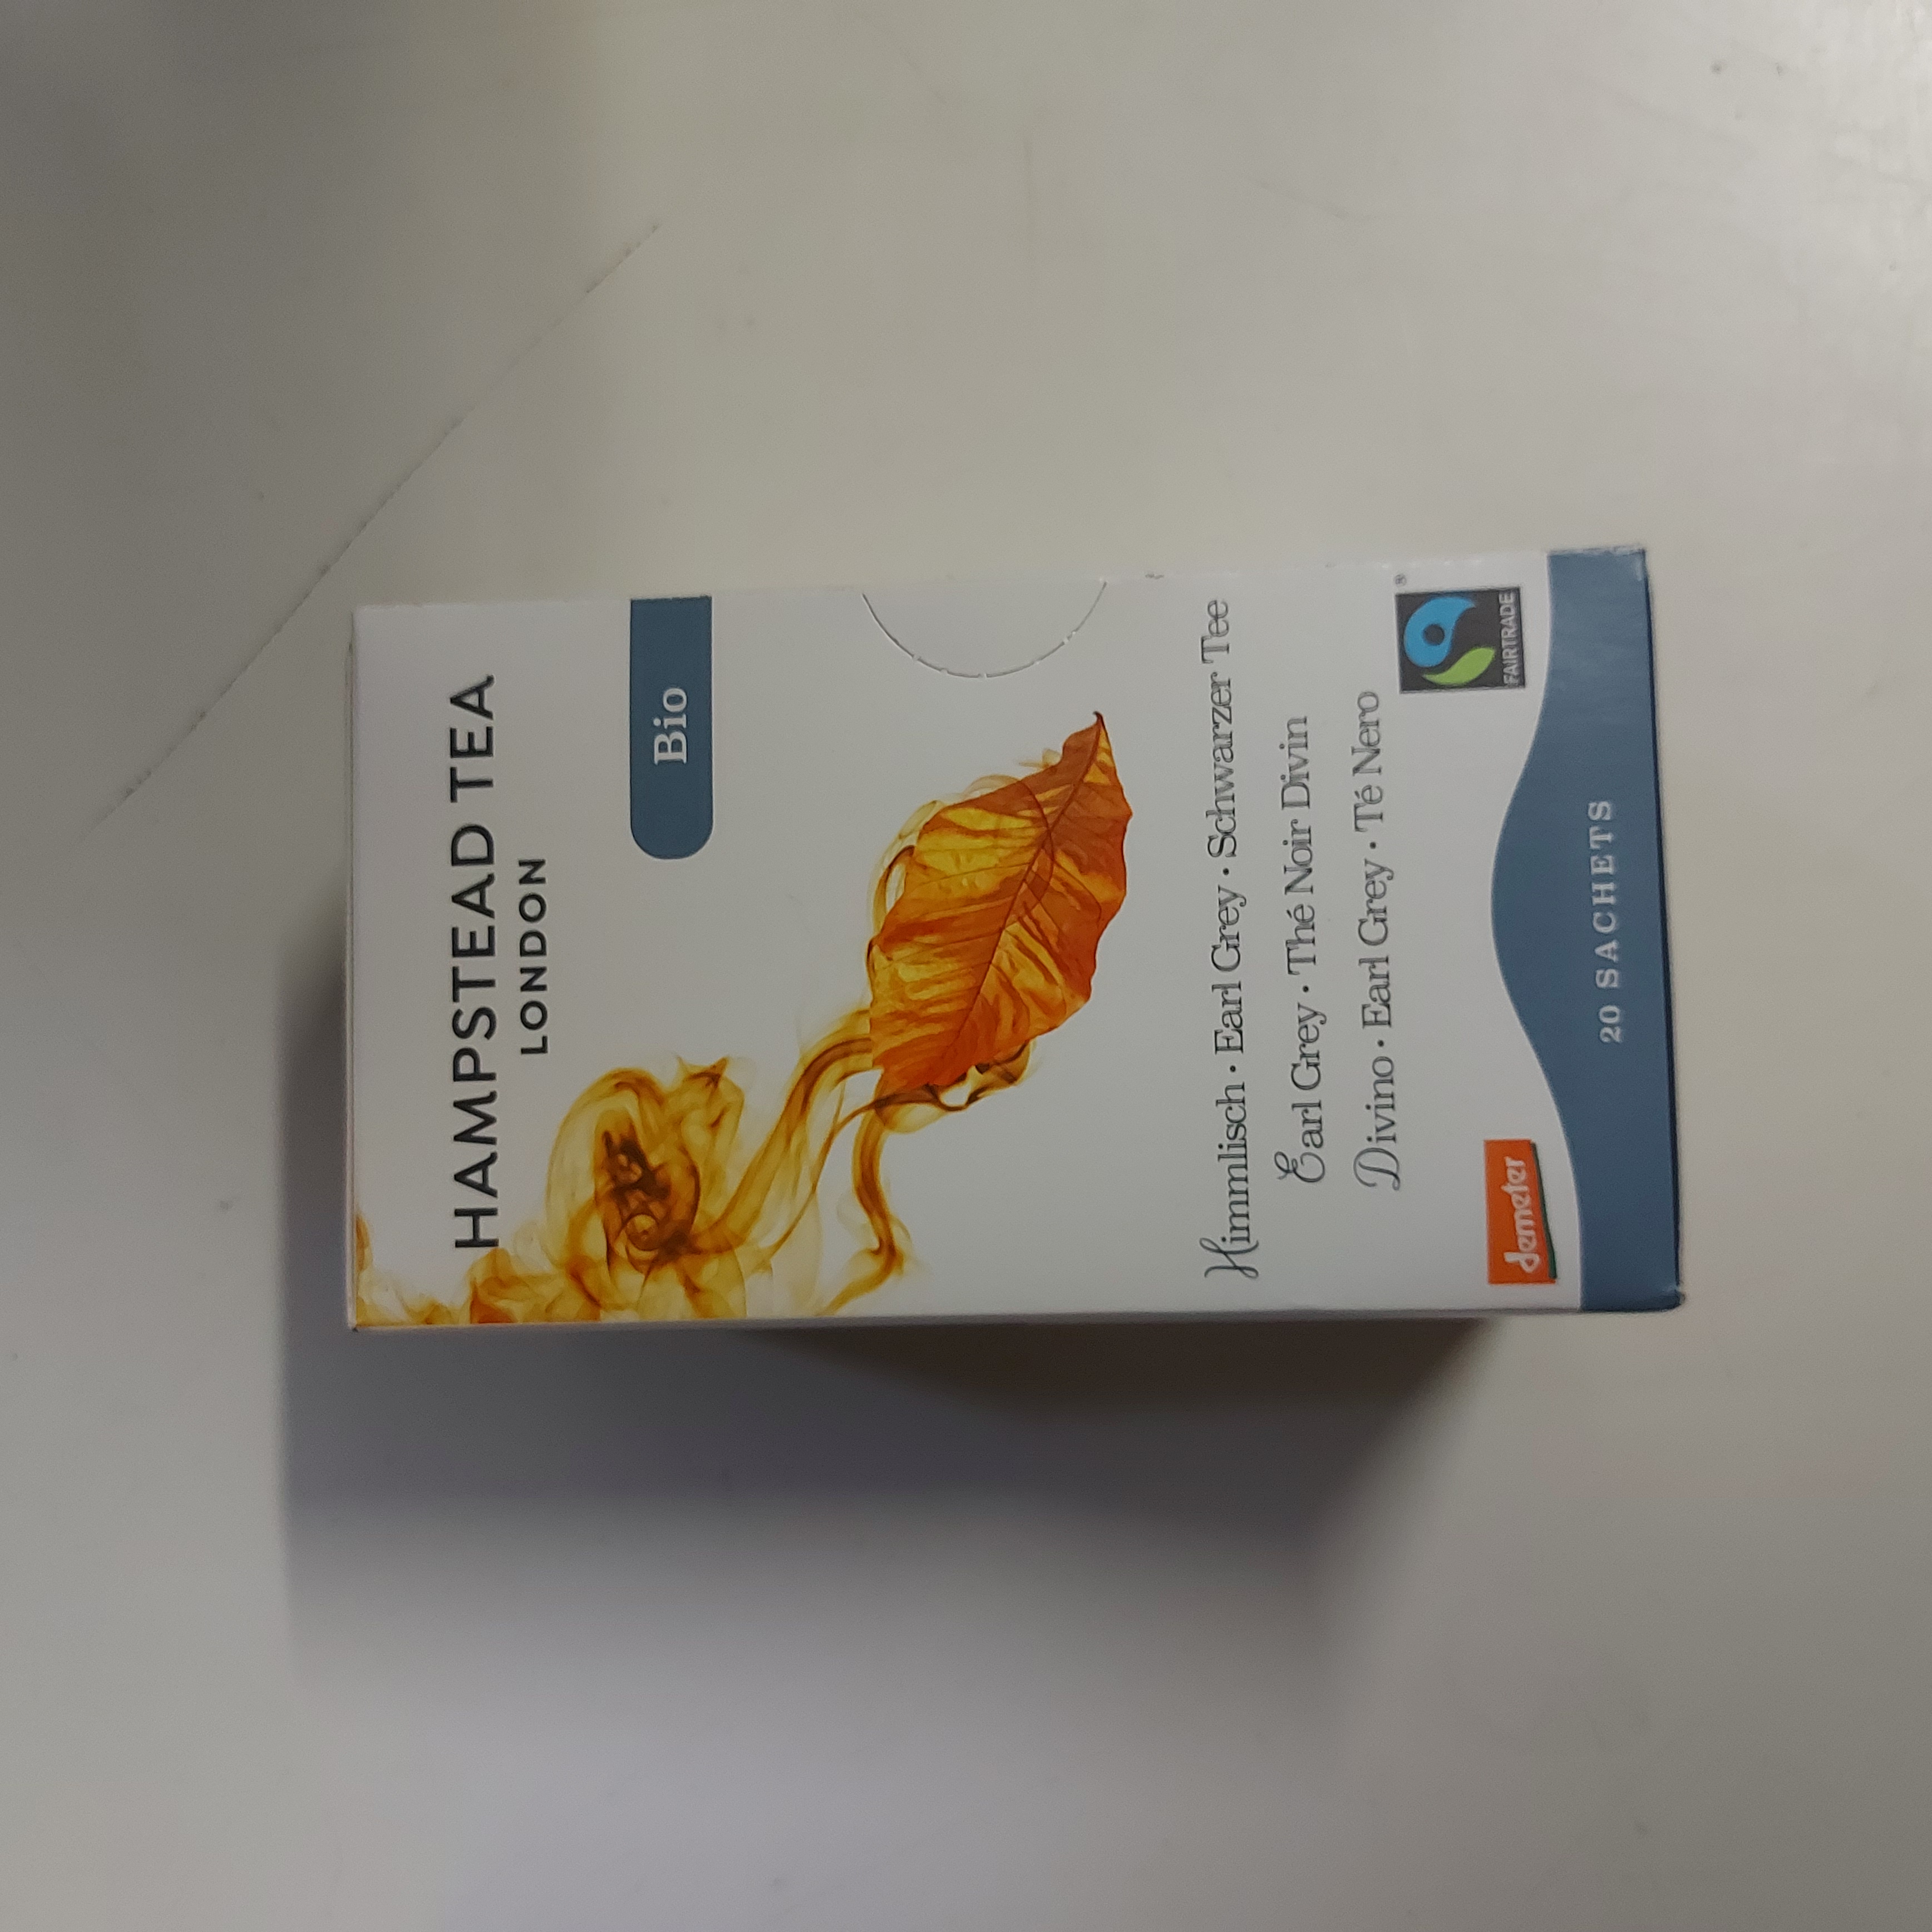 HAMPSTEAD TEA
LONDON
Bio
Himmlisch · Earl Grey · Schwarzer Tee
Earl Grey · Thé Noir Divin
Divino · Earl Grey · Té Nero
®
FAIRTRADE
demeter
20 SACHETS